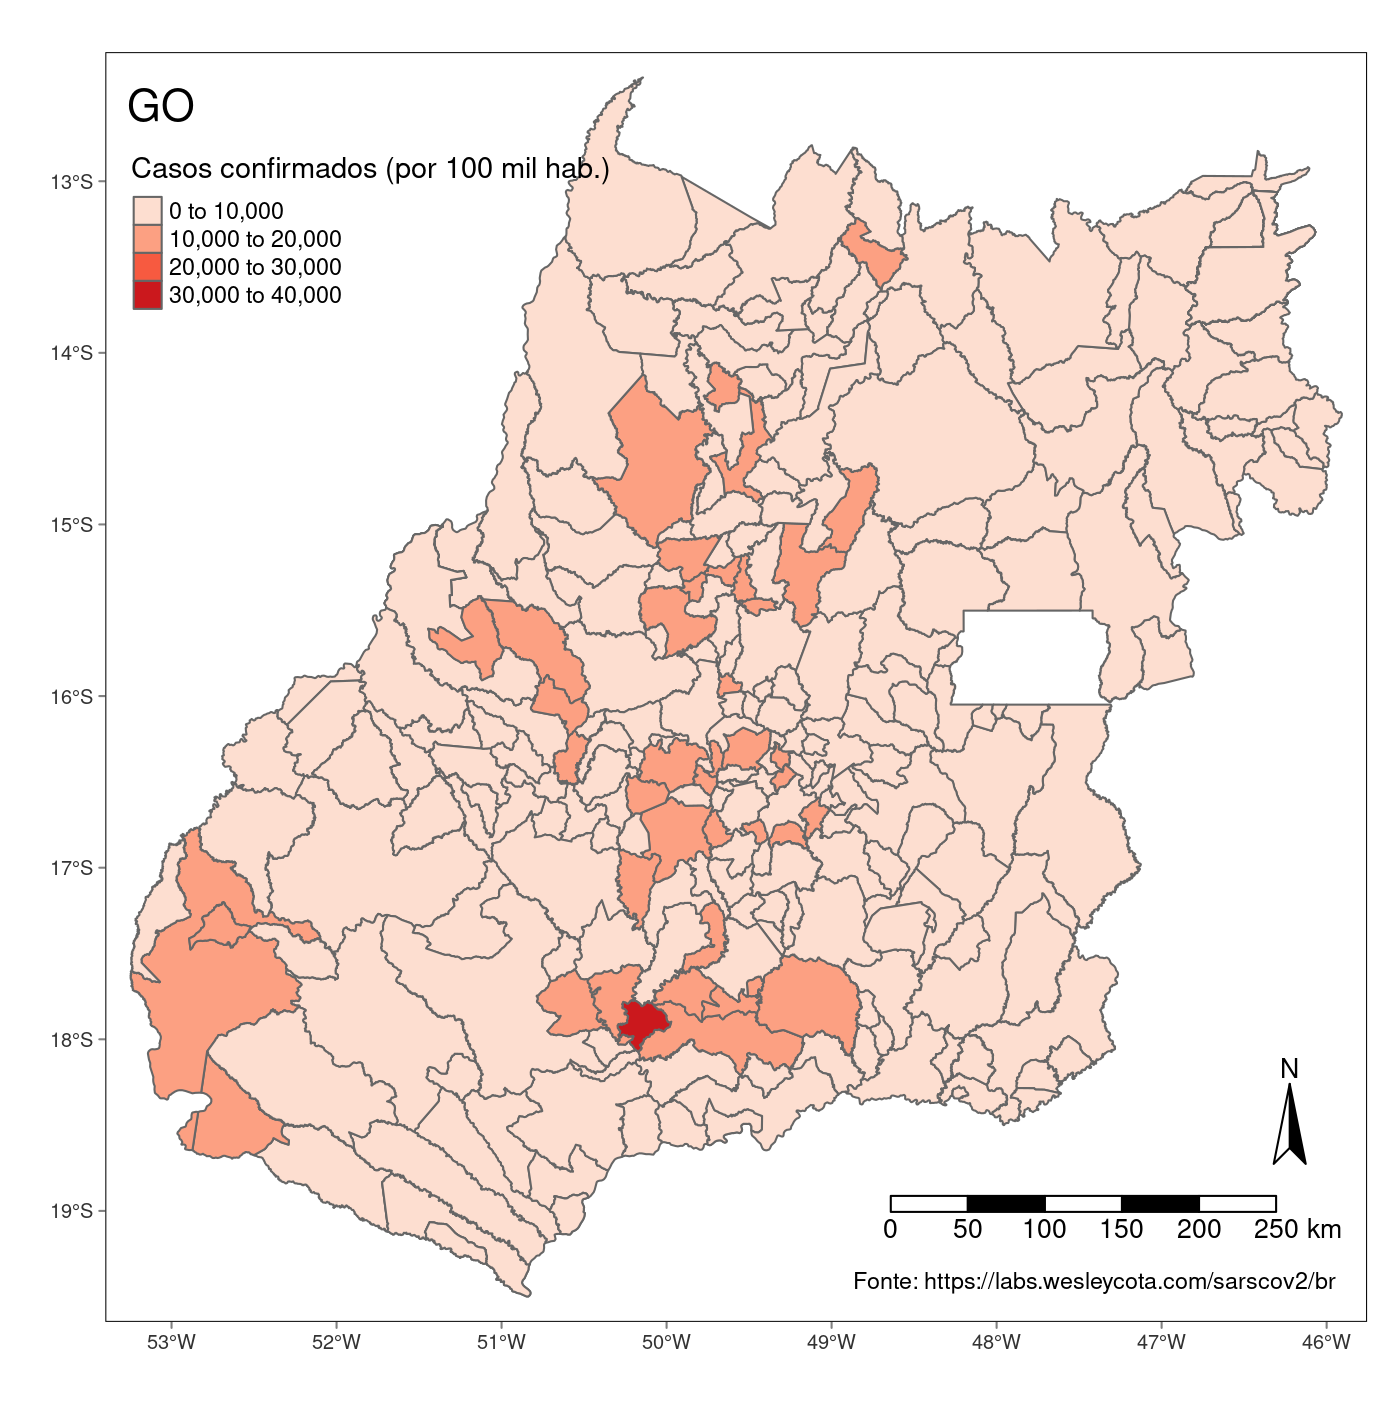 GO
Casos confirmados (por 100 mil hab.)
0 to 10,000
10,000 to 20,000
20,000 to 30,000
30,000 to 40,000
13°S
14°S
15°S
16°S
17°S
18°S
19°S
N
0 50 100 150 200 250 km
Fonte: https://labs.wesleycota.com/sarscov2/br
53°W 52°W 51°W 50°W 49°W 48°W 47°W 46°W